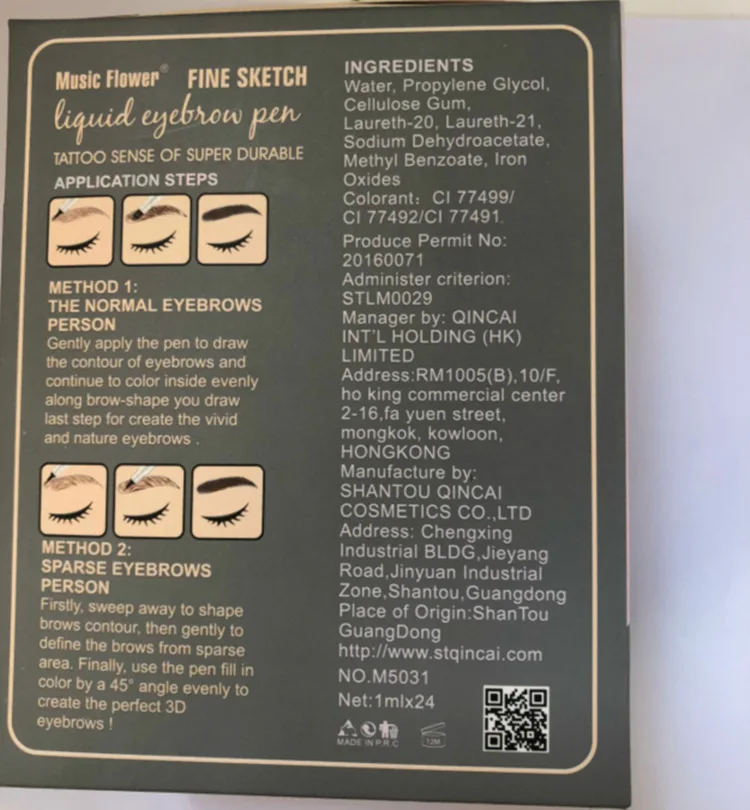 Music Flower® FINE SKETCH
liquid eyebrow pen
TATTOO SENSE OF SUPER DURABLE
APPLICATION STEPS
METHOD 1:
THE NORMAL EYEBROWS
PERSON
Gently apply the pen to draw
the contour of eyebrows and
continue to color inside evenly
along brow-shape you draw
last step for create the vivid
and nature eyebrows .
METHOD 2:
SPARSE EYEBROWS
PERSON
Firstly, sweep away to shape
brows contour, then gently to
define the brows from sparse
area. Finally, use the pen fill in
color by a 45° angle evenly to
create the perfect 3D
eyebrows !
INGREDIENTS
Water, Propylene Glycol,
Cellulose Gum,
Laureth-20, Laureth-21,
Sodium Dehydroacetate,
Methyl Benzoate, Iron
Oxides
Colorant: CI 77499/
CI 77492/CI 77491
Produce Permit No:
20160071
Administer criterion:
STLM0029
Manager by: QINCAI
INT'L HOLDING (HK)
LIMITED
Address:RM1005(B),10/F,
ho king commercial center
2-16,fa yuen street,
mongkok, kowloon,
HONGKONG
Manufacture by:
SHANTOU QINCAI
COSMETICS CO.,LTD
Address: Chengxing
Industrial BLDG,Jieyang
Road,Jinyuan Industrial
Zone,Shantou,Guangdong
Place of Origin:ShanTou
GuangDong
http://www.stqincai.com
NO.M5031
Net:1mlx24
MADE IN P.R.C
12M